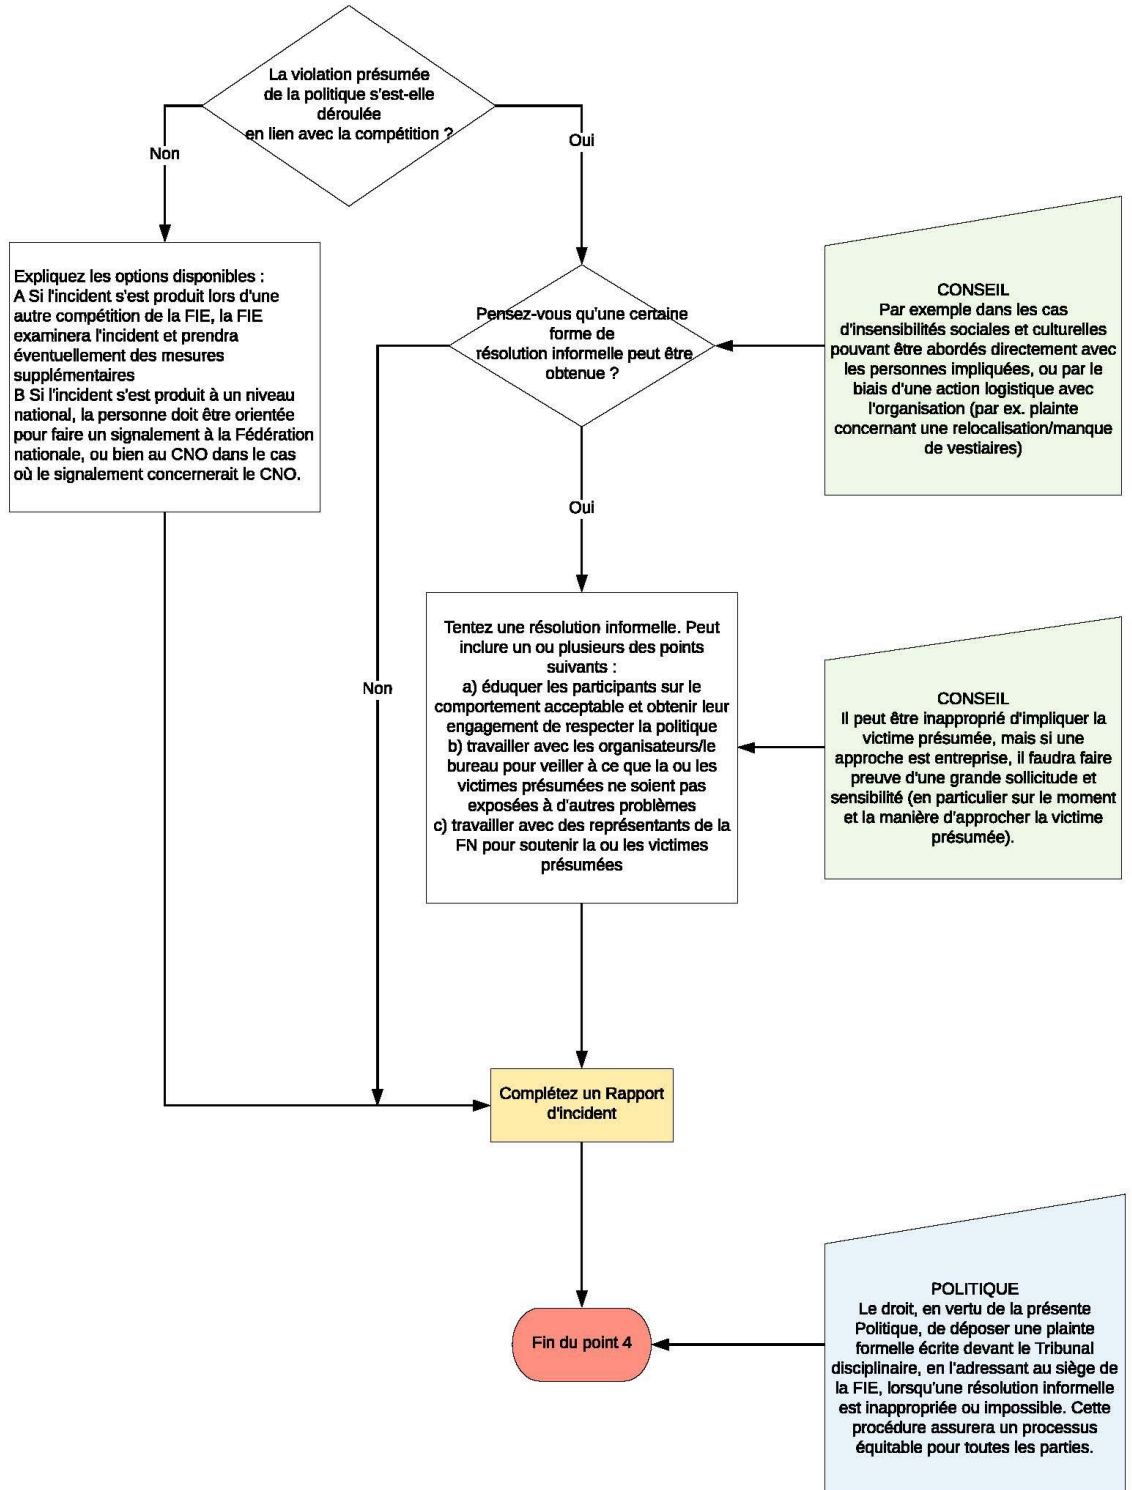 La violation présumée
de la politique s'est-elle
déroulée
en lien avec la compétition ?
Non
Oui
Expliquez les options disponibles :
A Si l'incident s'est produit lors d'une
autre compétition de la FIE, la FIE
examinera l'incident et prendra
éventuellement des mesures
supplémentaires
B Si l'incident s'est produit à un niveau
national, la personne doit être orientée
pour faire un signalement à la Fédération
nationale, ou bien au CNO dans le cas
où le signalement concernerait le CNO.
Pensez-vous qu'une certaine
forme de
résolution informelle peut être
obtenue ?
CONSEIL
Par exemple dans les cas
d'insensibilités sociales et culturelles
pouvant être abordés directement avec
les personnes impliquées, ou par le
biais d'une action logistique avec
l'organisation (par ex. plainte
concernant une relocalisation/manque
de vestiaires)
Oui
Non
Tentez une résolution informelle. Peut
inclure un ou plusieurs des points
suivants :
a) éduquer les participants sur le
comportement acceptable et obtenir leur
engagement de respecter la politique
b) travailler avec les organisateurs/le
bureau pour veiller à ce que la ou les
victimes présumées ne soient pas
exposées à d'autres problèmes
c) travailler avec des représentants de la
FN pour soutenir la ou les victimes
présumées
CONSEIL
Il peut être inapproprié d'impliquer la
victime présumée, mais si une
approche est entreprise, il faudra faire
preuve d'une grande sollicitude et
sensibilité (en particulier sur le moment
et la manière d'approcher la victime
présumée).
Complétez un Rapport
d'incident
Fin du point 4
POLITIQUE
Le droit, en vertu de la présente
Politique, de déposer une plainte
formelle écrite devant le Tribunal
disciplinaire, en l'adressant au siège de
la FIE, lorsqu'une résolution informelle
est inappropriée ou impossible. Cette
procédure assurera un processus
équitable pour toutes les parties.